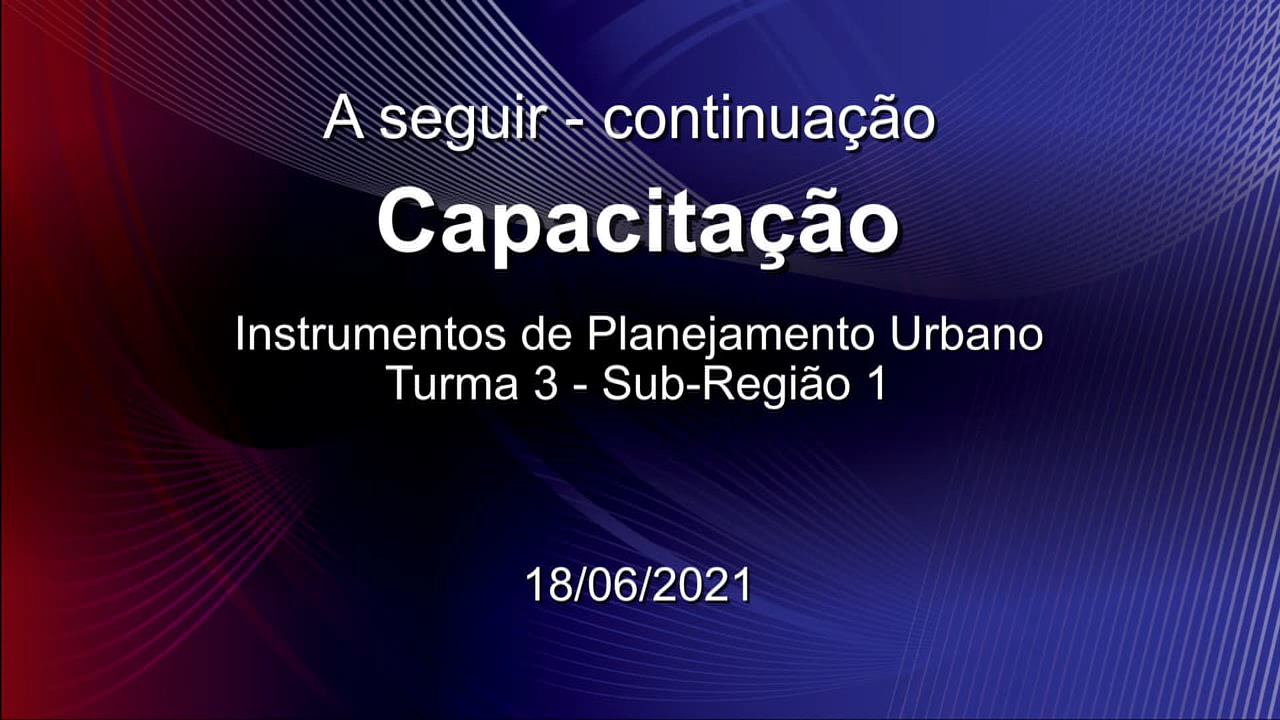 A seguir - continuação
Capacitação
Instrumentos de Planejamento Urbano
Turma 3 - Sub-Região 1
18/06/2021